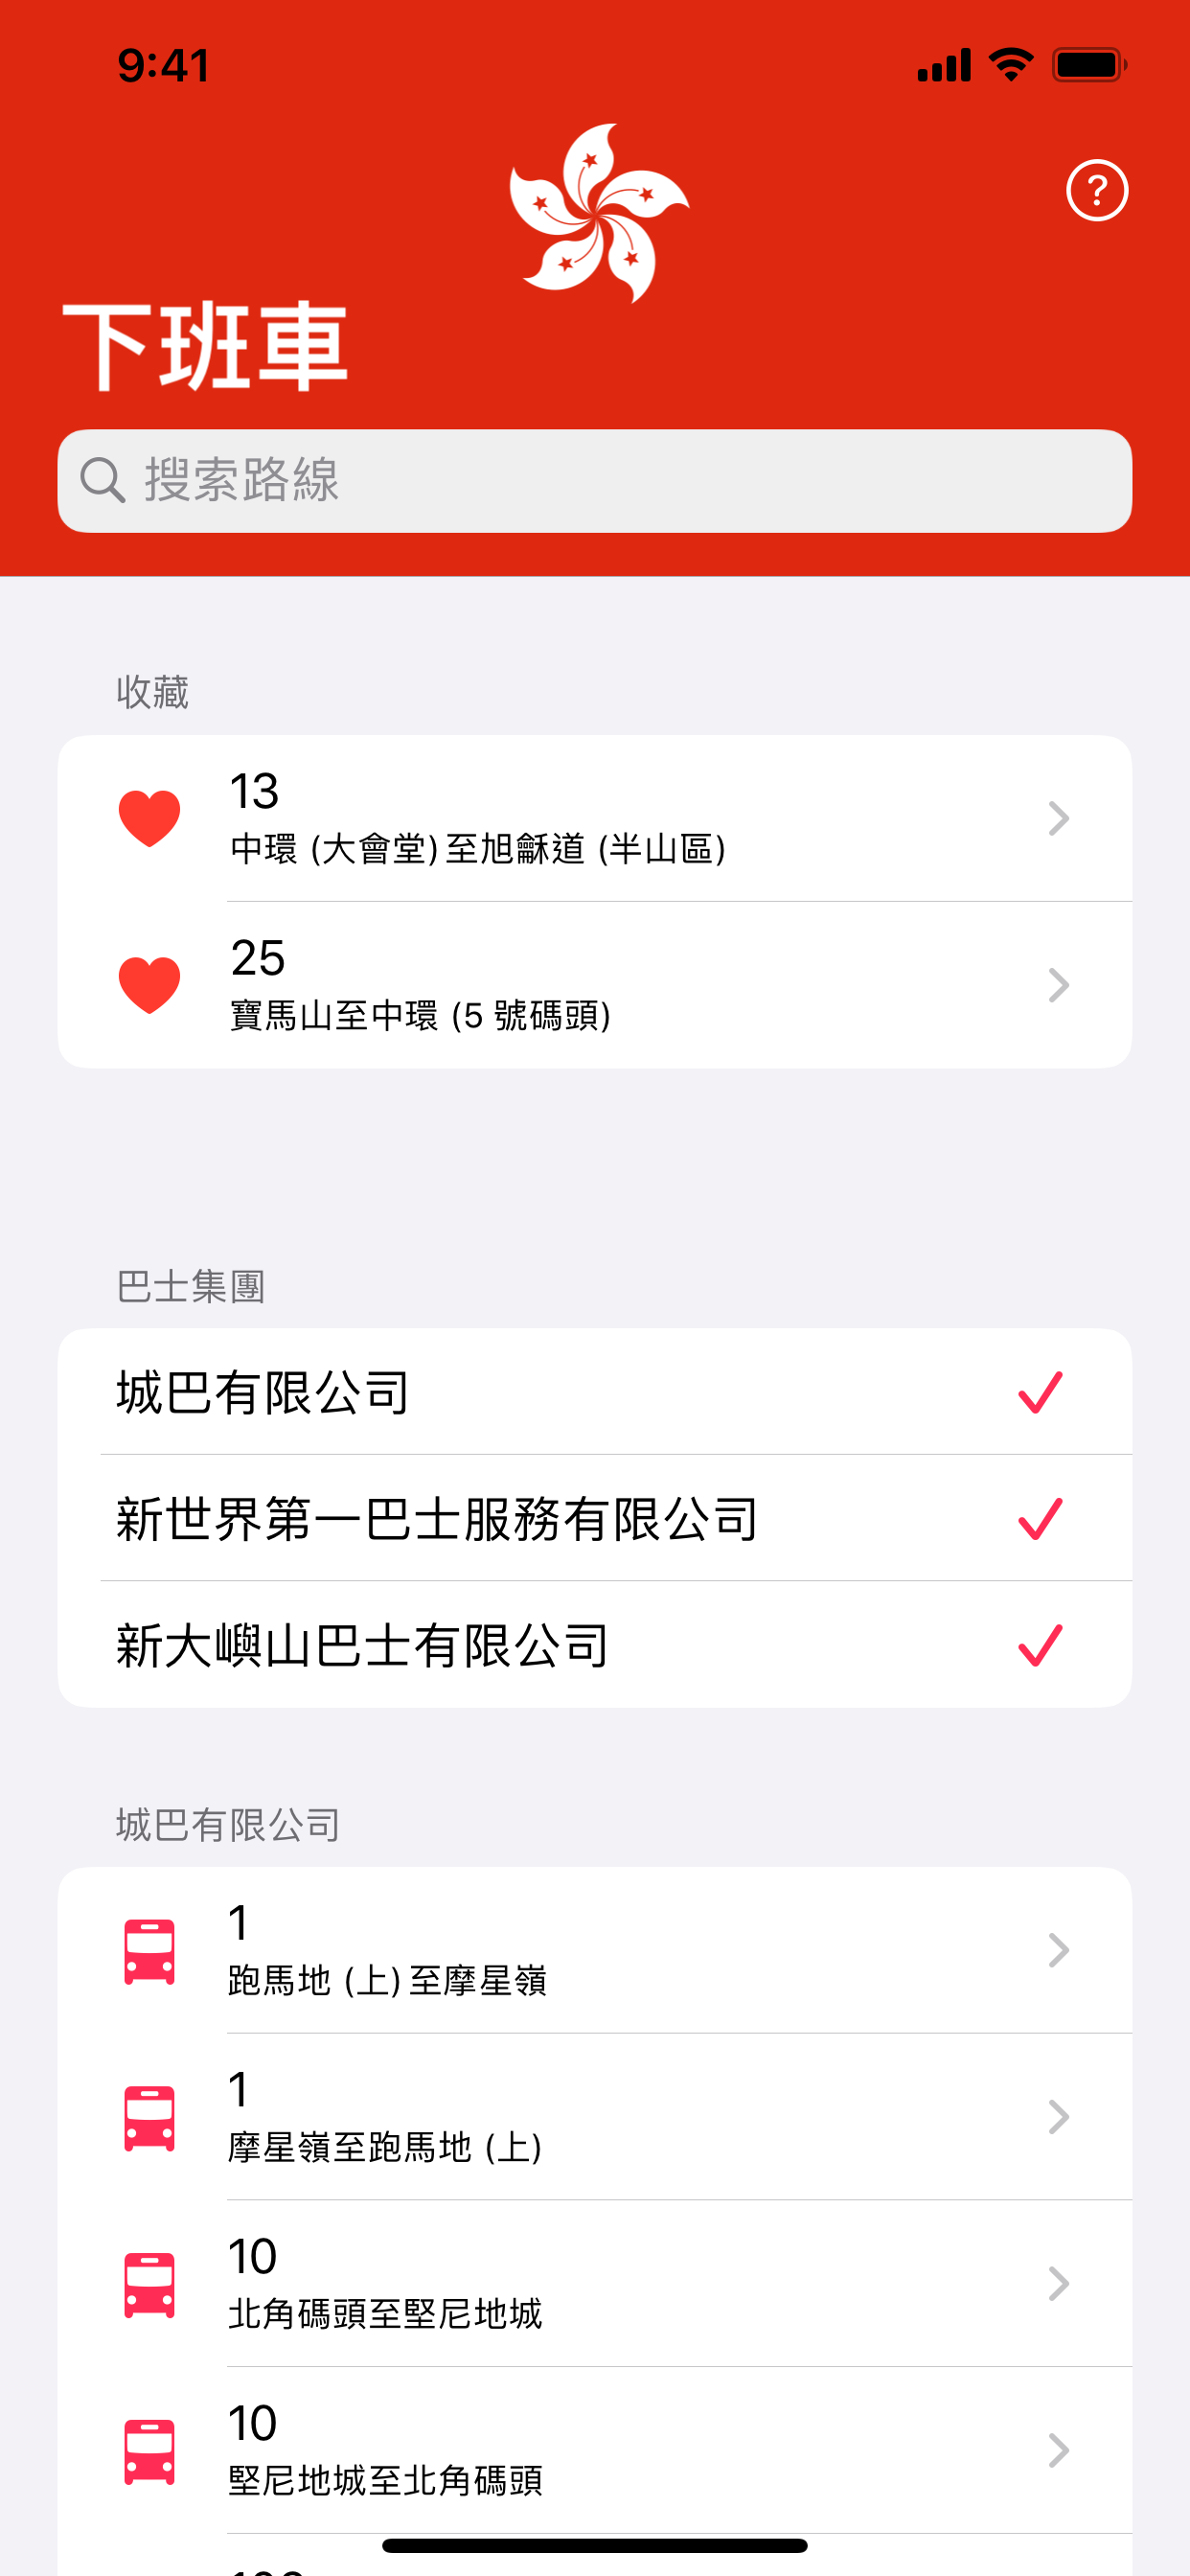 9:41
下班車
搜索路線
收藏
13
中環 (大會堂) 至旭龢道 (半山區)
25
寶馬山至中環 (5 號碼頭)
巴士集團
城巴有限公司
新世界第一巴士服務有限公司
新大嶼山巴士有限公司
城巴有限公司
1
跑馬地 (上) 至摩星嶺
1
摩星嶺至跑馬地 (上)
10
北角碼頭至堅尼地城
10
堅尼地城至北角碼頭